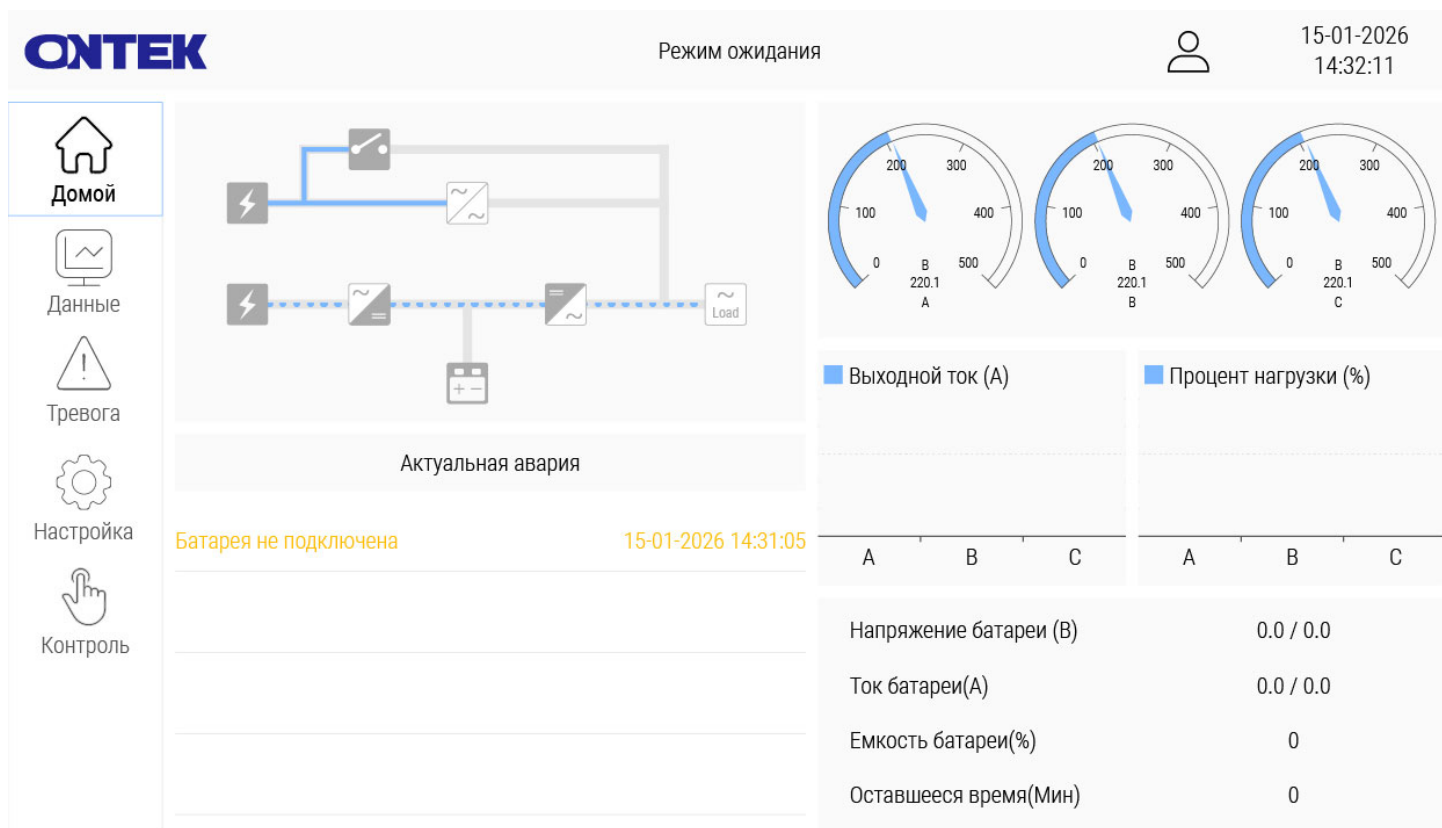 ONTEK
Режим ожидания
15-01-2026
14:32:11
Домой
Данные
Тревога
Настройка
Контроль
Load
Актуальная авария
Батарея не подключена 15-01-2026 14:31:05
0 100 200 300 400 500
В
220.1
A
0 100 200 300 400 500
В
220.1
B
0 100 200 300 400 500
В
220.1
C
Выходной ток (A)
A B C
Процент нагрузки (%)
A B C
Напряжение батареи (В) 0.0 / 0.0
Ток батареи(А) 0.0 / 0.0
Емкость батареи(%) 0
Оставшееся время(Мин) 0